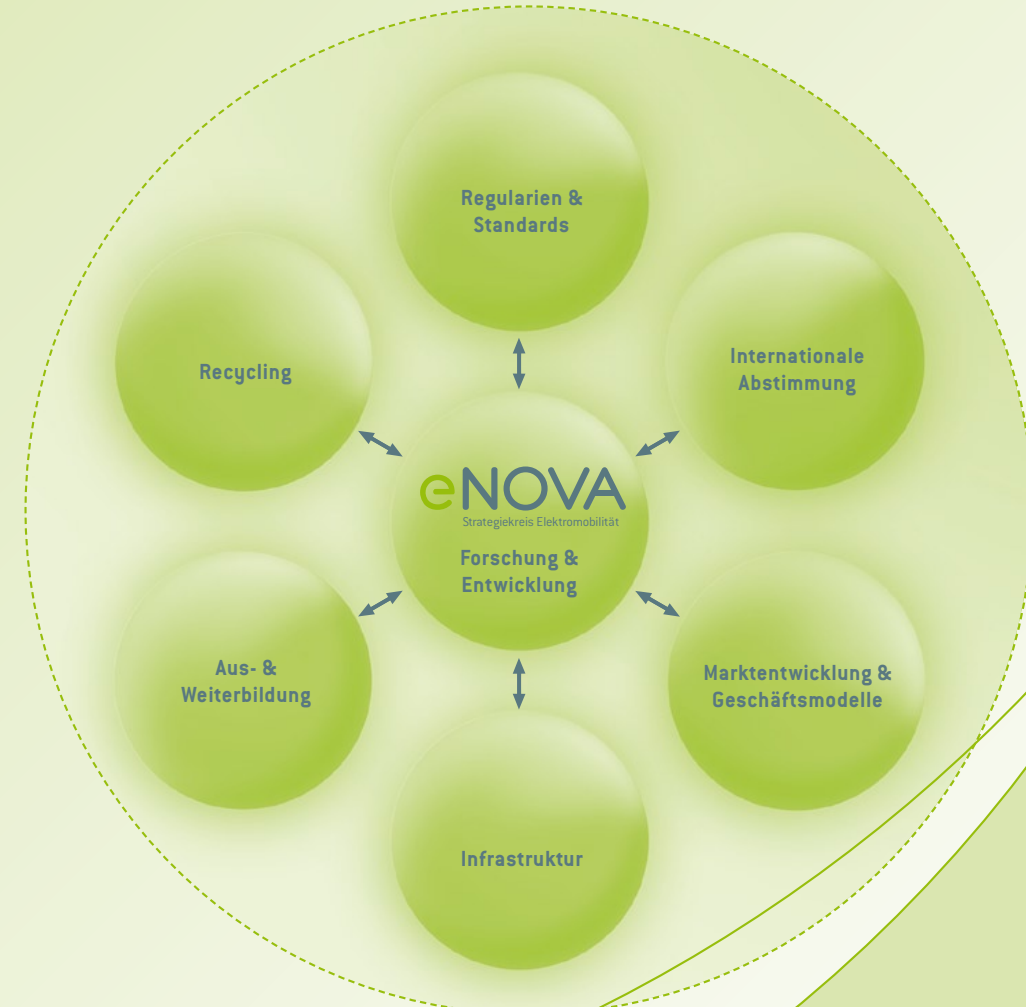 Regularien &
Standards
Recycling
Internationale
Abstimmung
eNOVA
Strategiekreis Elektromobilität
Forschung &
Entwicklung
Aus- &
Weiterbildung
Marktentwicklung &
Geschäftsmodelle
Infrastruktur